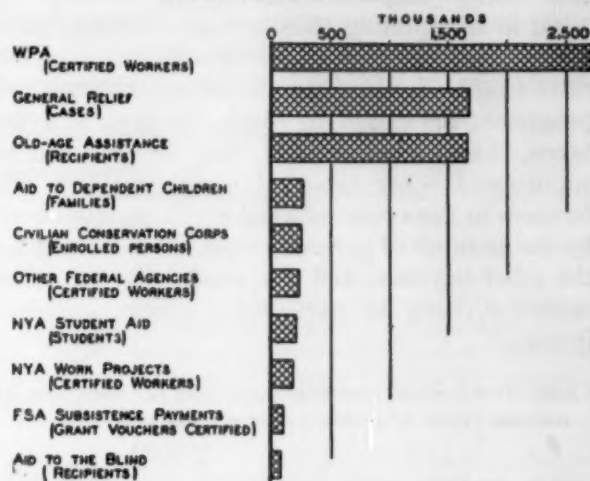 THOUSANDS
0 500 1,500 2,500
WPA
(CERTIFIED WORKERS)
GENERAL RELIEF
(CASES)
OLD-AGE ASSISTANCE
(RECIPIENTS)
AID TO DEPENDENT CHILDREN
(FAMILIES)
CIVILIAN CONSERVATION CORPS
(ENROLLED PERSONS)
OTHER FEDERAL AGENCIES
(CERTIFIED WORKERS)
NYA STUDENT AID
(STUDENTS)
NYA WORK PROJECTS
(CERTIFIED WORKERS)
FSA SUBSISTENCE PAYMENTS
(GRANT VOUCHERS CERTIFIED)
AID TO THE BLIND
(RECIPIENTS)